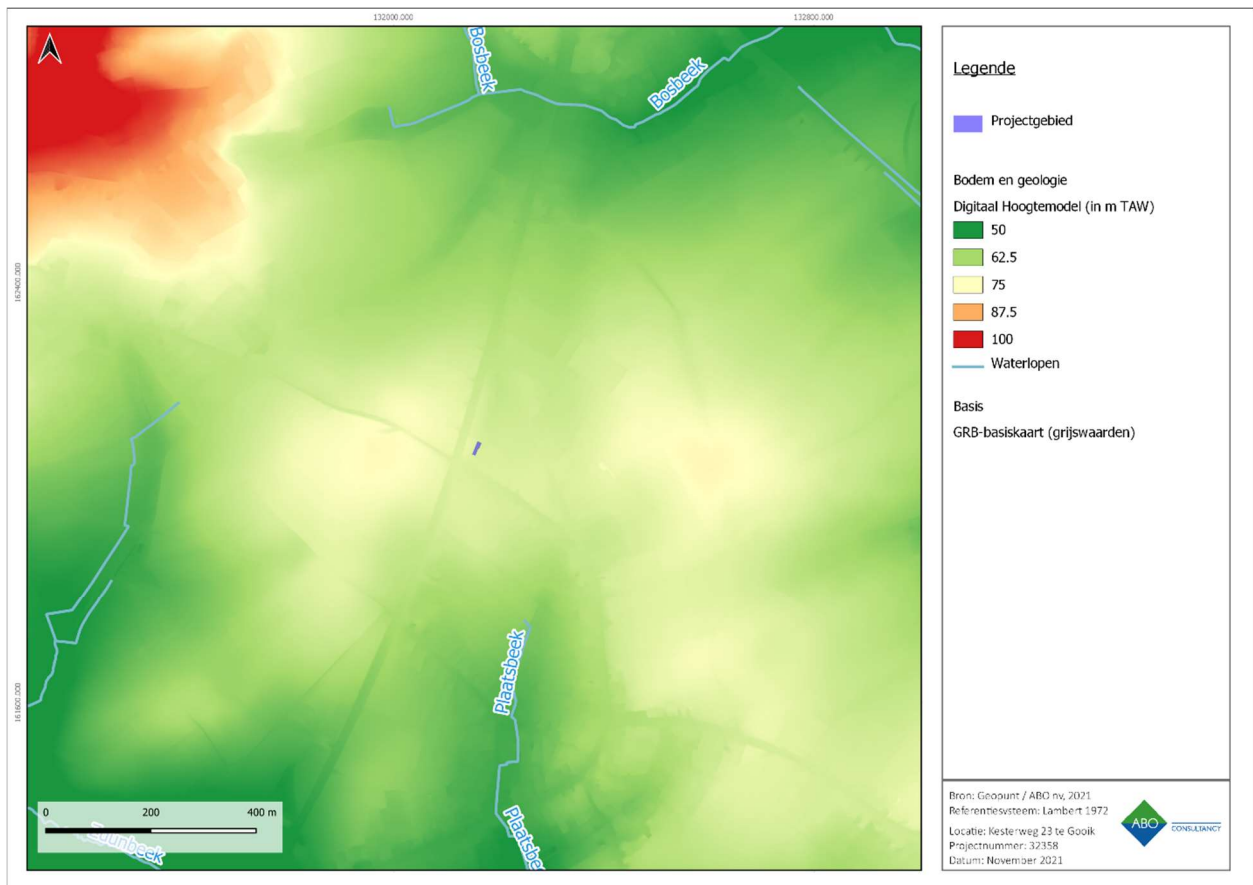 132000.000
132800.000
162400.000
161600.000
Bosbeek
Bosbeek
Plaatsbeek
Plaatsbe
Zuunbeek
0 200 400 m
Legende
Projectgebied
Bodem en geologie
Digitaal Hoogtemodel (in m TAW)
50
62.5
75
87.5
100
Waterlopen
Basis
GRB-basiskaart (grijswaarden)
Bron: Geopunt / ABO nv, 2021
Referentiesysteem: Lambert 1972
Locatie: Kesterweg 23 te Gooik
Projectnummer: 32358
Datum: November 2021
ABO
CONSULTANCY